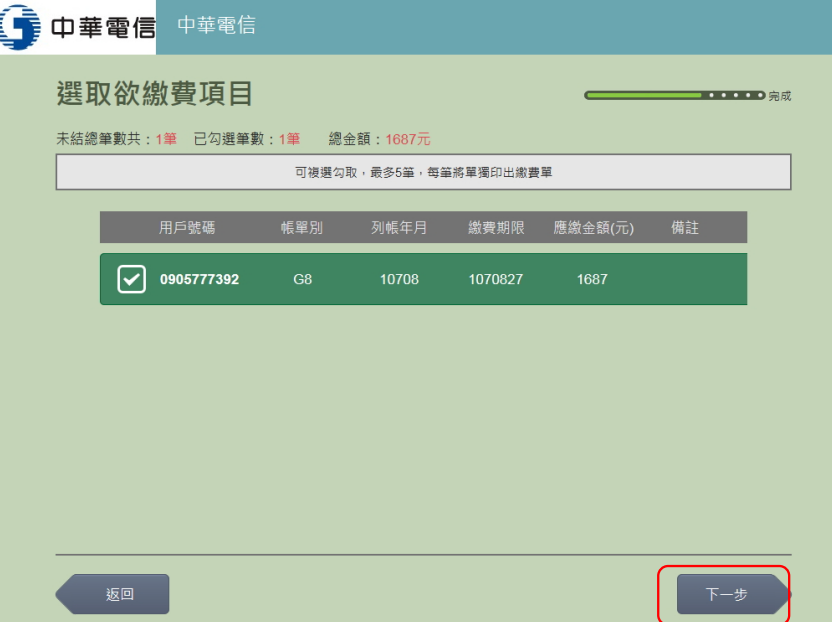 中華電信 中華電信
選取欲繳費項目
完成
未結總筆數共：1筆 已勾選筆數：1筆 總金額：1687元
可複選勾取，最多5筆，每筆將單獨印出繳費單
用戶號碼 帳單別 列帳年月 繳費期限 應繳金額(元) 備註
0905777392 G8 10708 1070827 1687
返回 下一步